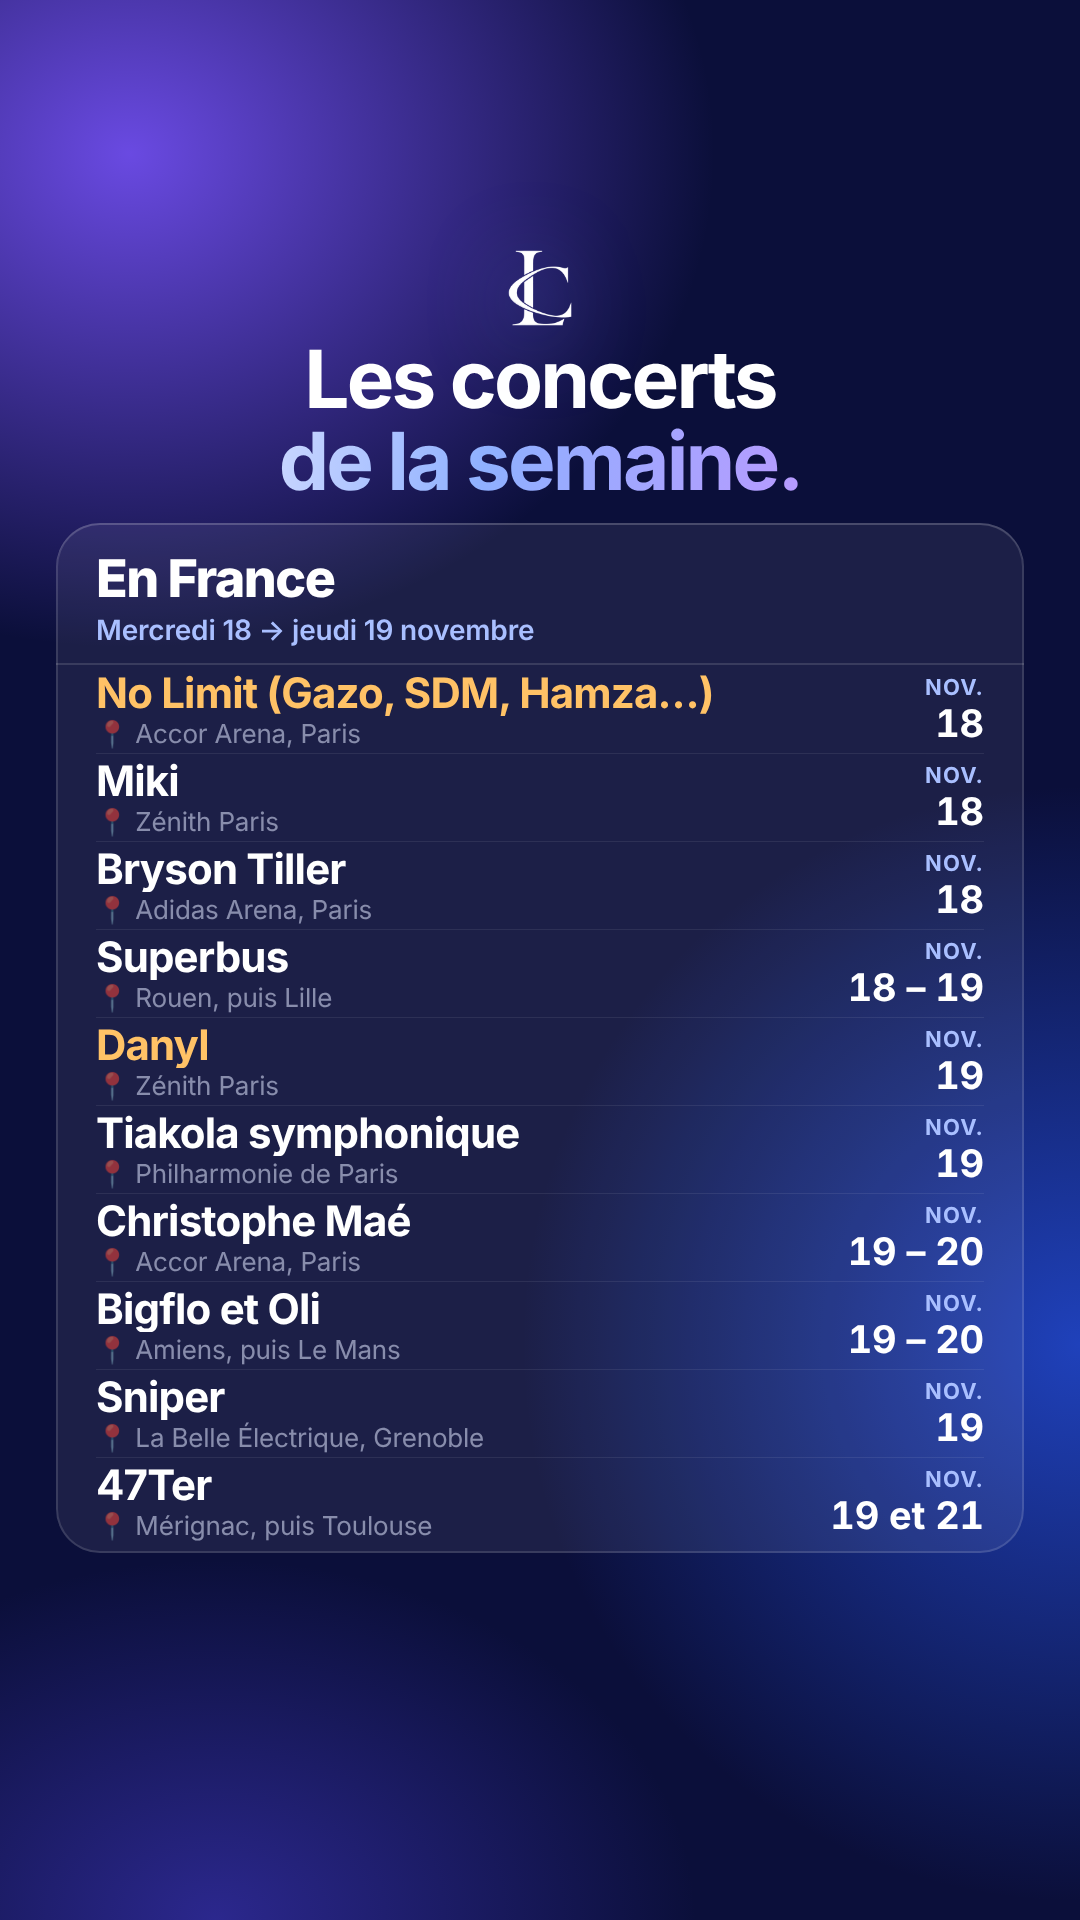 LC
Les concerts
de la semaine.
En France
Mercredi 18 → jeudi 19 novembre
No Limit (Gazo, SDM, Hamza…)
NOV.
📍 Accor Arena, Paris
18
Miki
NOV.
📍 Zénith Paris
18
Bryson Tiller
NOV.
📍 Adidas Arena, Paris
18
Superbus
NOV.
📍 Rouen, puis Lille
18 – 19
Danyl
NOV.
📍 Zénith Paris
19
Tiakola symphonique
NOV.
📍 Philharmonie de Paris
19
Christophe Maé
NOV.
📍 Accor Arena, Paris
19 – 20
Bigflo et Oli
NOV.
📍 Amiens, puis Le Mans
19 – 20
Sniper
NOV.
📍 La Belle Électrique, Grenoble
19
47Ter
NOV.
📍 Mérignac, puis Toulouse
19 et 21